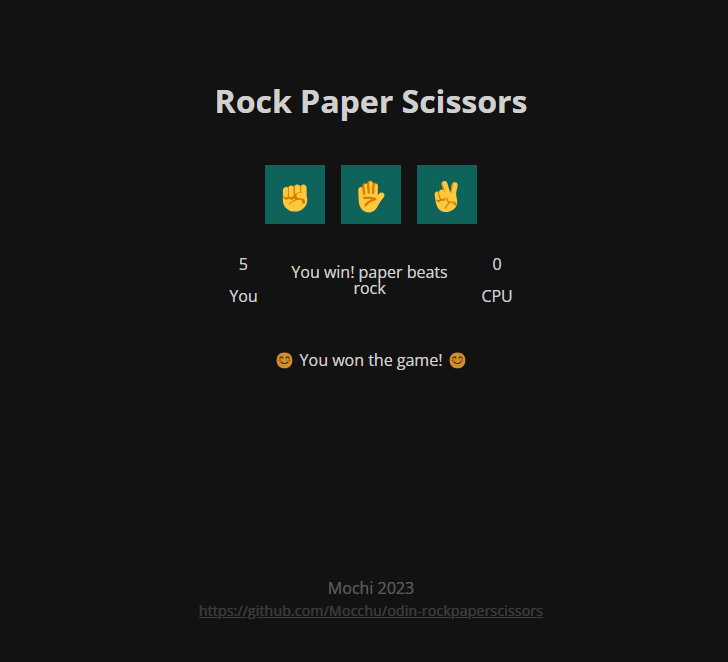 Rock Paper Scissors
5
You win! paper beats
rock
0
You
CPU
You won the game!
Mochi 2023
https://github.com/Mocchu/odin-rockpaperscissors